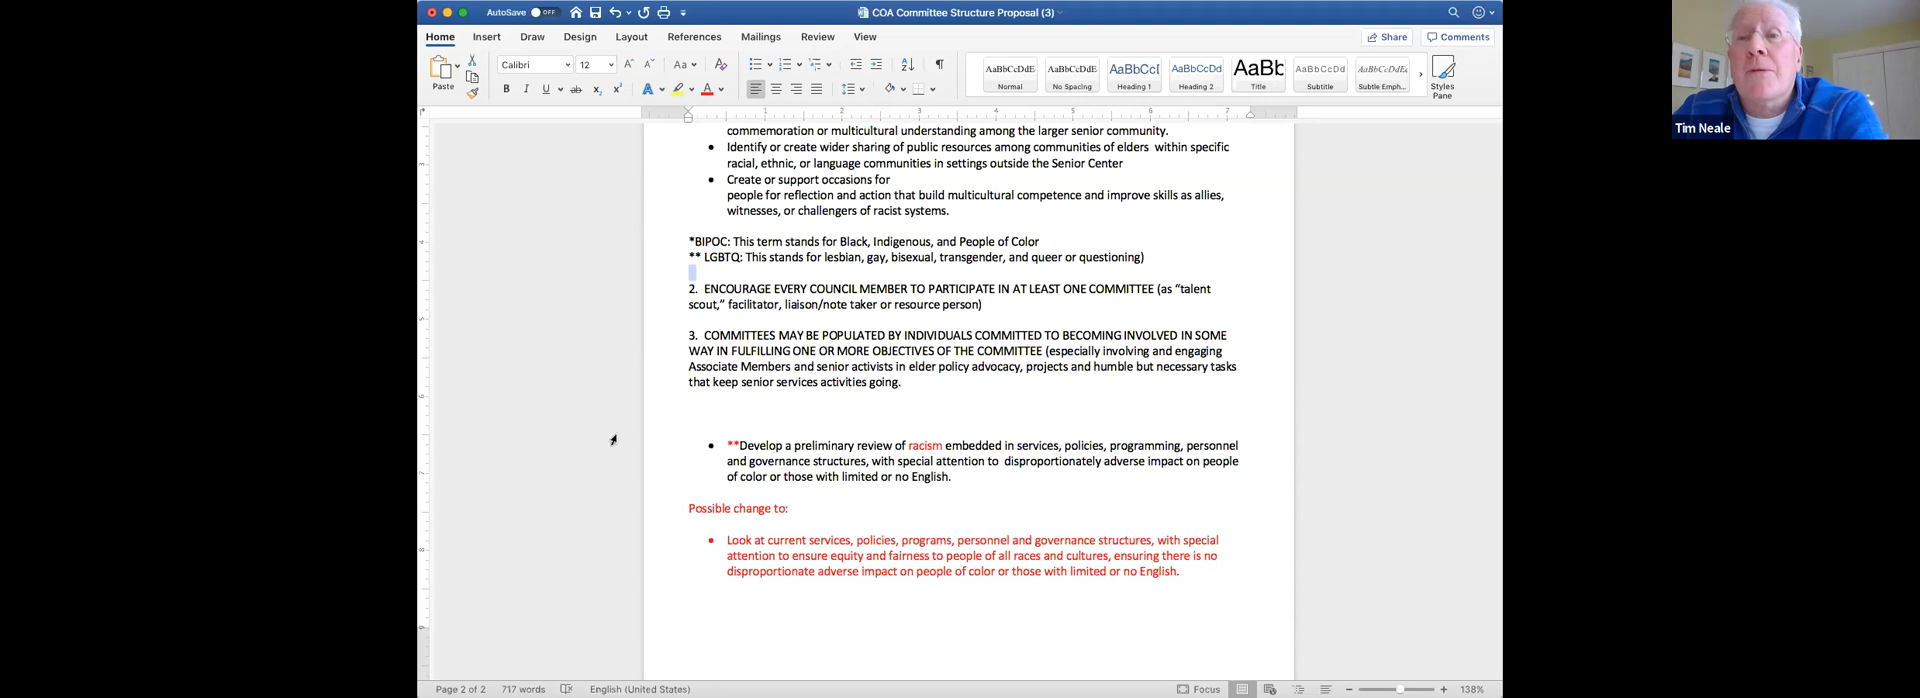 AutoSave OFF
COA Committee Structure Proposal (3)
Home Insert Draw Design Layout References Mailings Review View
Share Comments
Paste
Calibri 12
Aa
B I U ab x₂ x²
A A
AaBbCcDdE AaBbCcDdE AaBbCcD AaBbCcDd AaBb AaBbCcDd AaBbCcDdE
Normal No Spacing Heading 1 Heading 2 Title Subtitle Subtle Emph...
Styles Pane
1 2 3 4 5 6 7
commemoration or multicultural understanding among the larger senior community.
• Identify or create wider sharing of public resources among communities of elders within specific
racial, ethnic, or language communities in settings outside the Senior Center
• Create or support occasions for
people for reflection and action that build multicultural competence and improve skills as allies,
witnesses, or challengers of racist systems.
*BIPOC: This term stands for Black, Indigenous, and People of Color
** LGBTQ: This stands for lesbian, gay, bisexual, transgender, and queer or questioning)
2. ENCOURAGE EVERY COUNCIL MEMBER TO PARTICIPATE IN AT LEAST ONE COMMITTEE (as “talent
scout,” facilitator, liaison/note taker or resource person)
3. COMMITTEES MAY BE POPULATED BY INDIVIDUALS COMMITTED TO BECOMING INVOLVED IN SOME
WAY IN FULFILLING ONE OR MORE OBJECTIVES OF THE COMMITTEE (especially involving and engaging
Associate Members and senior activists in elder policy advocacy, projects and humble but necessary tasks
that keep senior services activities going.
• **Develop a preliminary review of racism embedded in services, policies, programming, personnel
and governance structures, with special attention to disproportionately adverse impact on people
of color or those with limited or no English.
Possible change to:
• Look at current services, policies, programs, personnel and governance structures, with special
attention to ensure equity and fairness to people of all races and cultures, ensuring there is no
disproportionate adverse impact on people of color or those with limited or no English.
Page 2 of 2 717 words English (United States) Focus 138%
Tim Neale